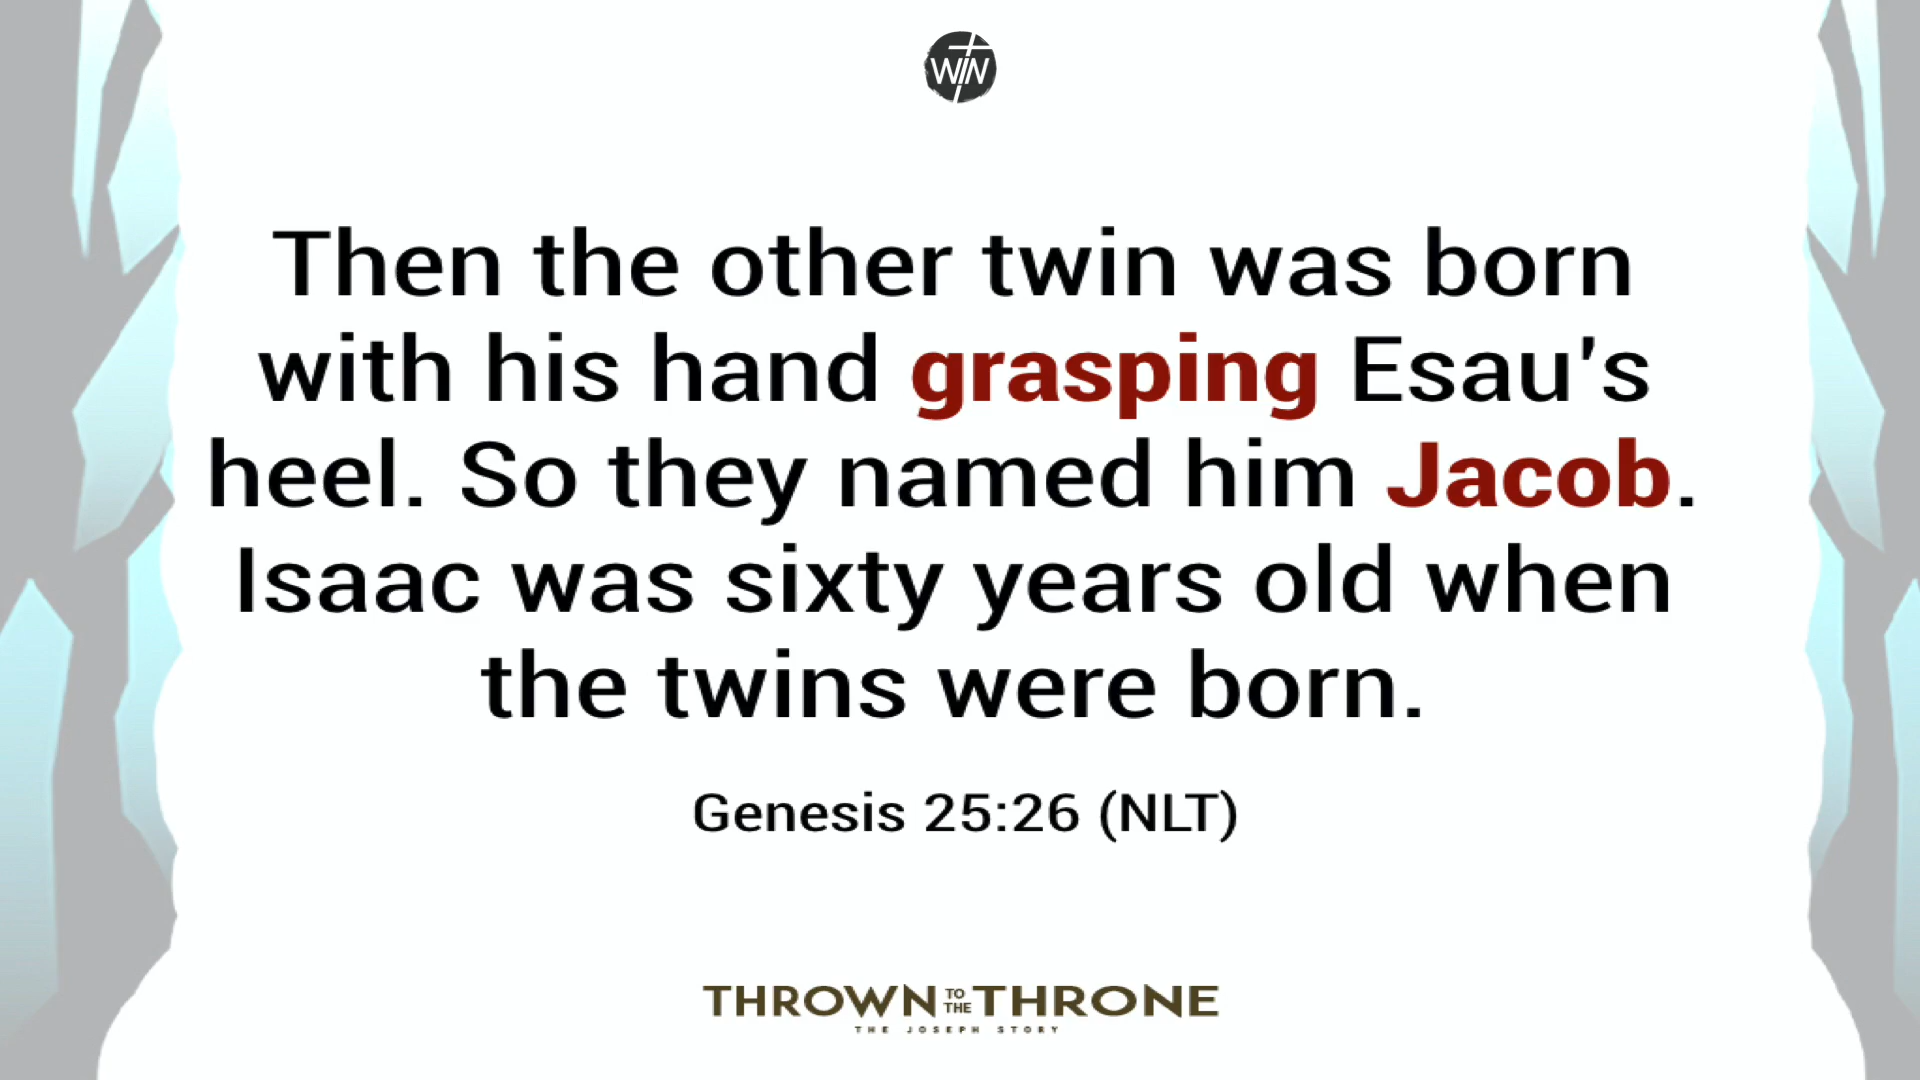 WIN
Then the other twin was born
with his hand grasping Esau's
heel. So they named him Jacob.
Isaac was sixty years old when
the twins were born.
Genesis 25:26 (NLT)
THROWN TO THE THRONE
THE JOSEPH STORY